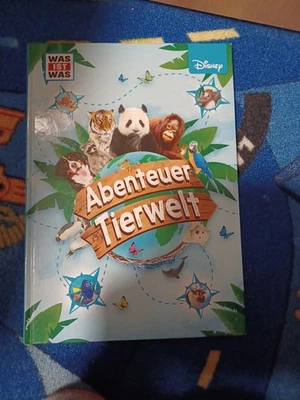 WAS
IST
WAS
Disney
Abenteuer
Tierwelt